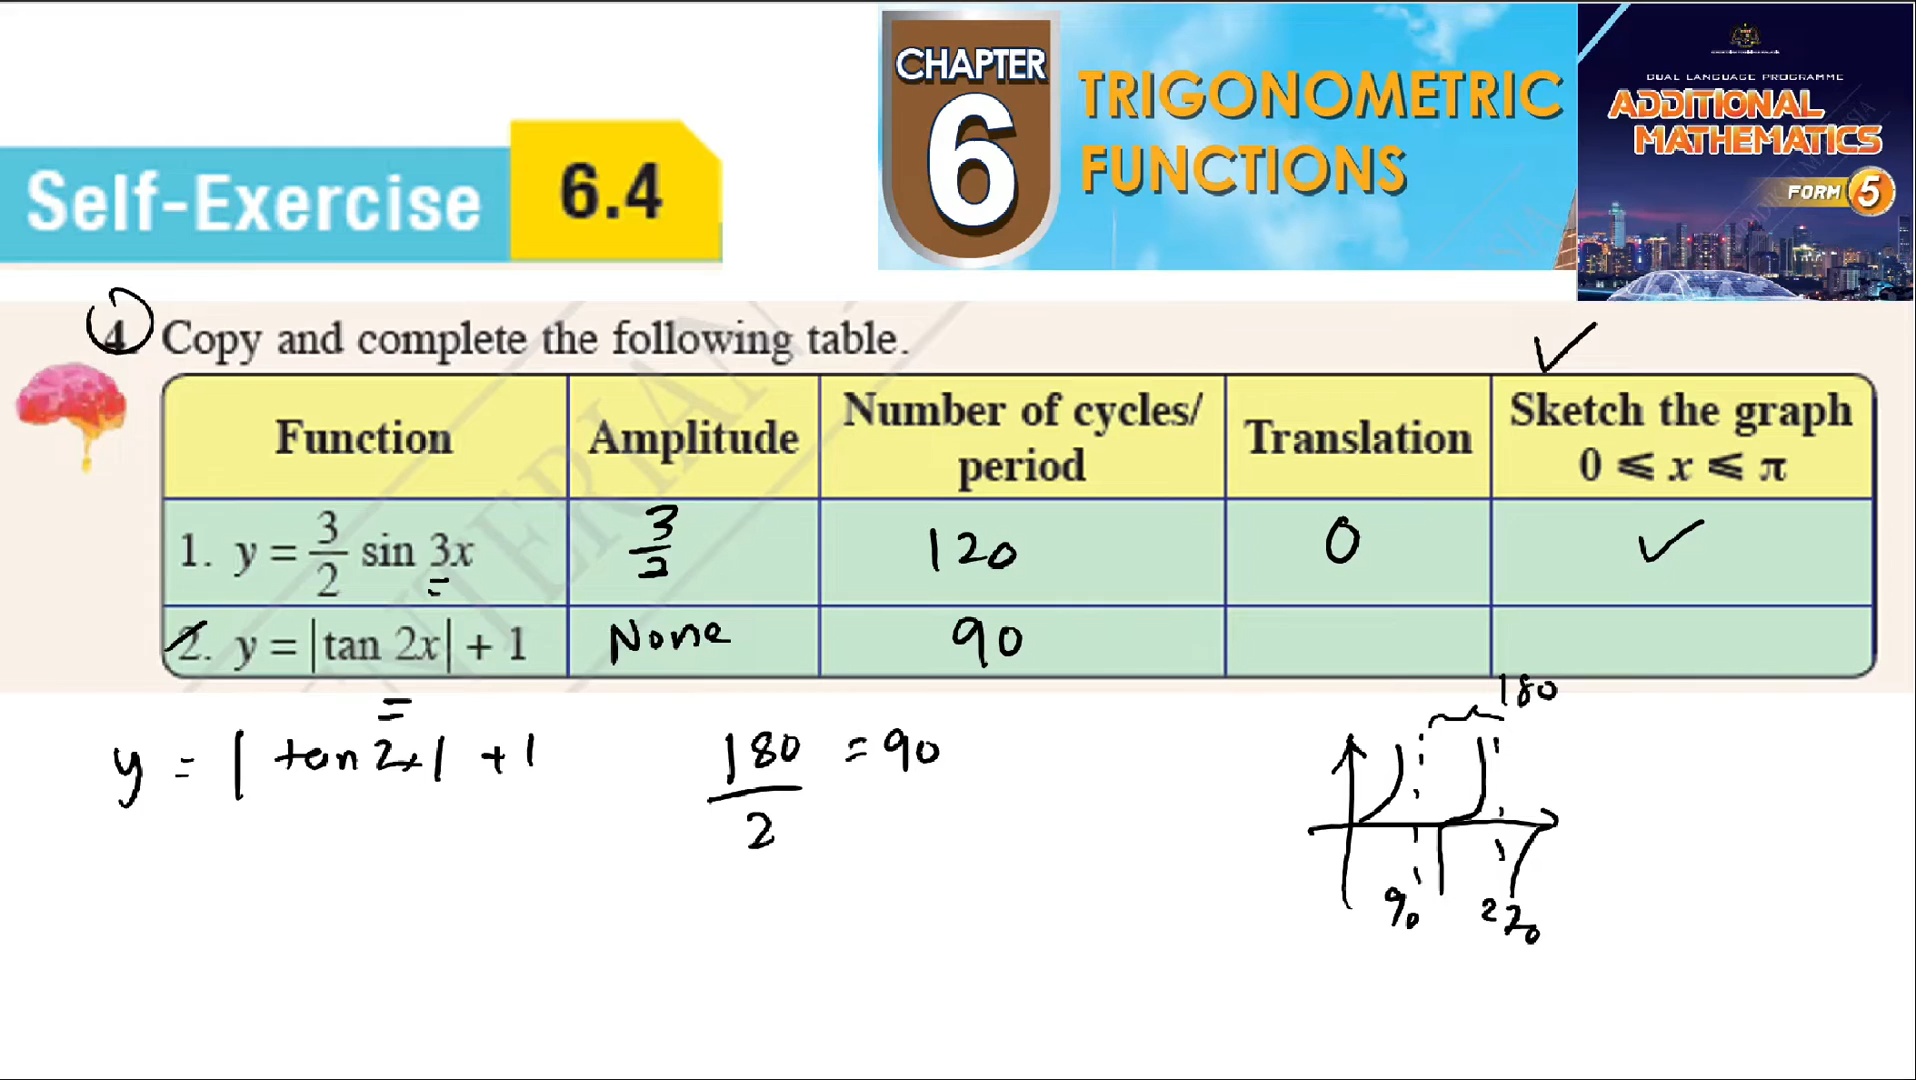 CHAPTER
6
TRIGONOMETRIC
FUNCTIONS
DUAL LANGUAGE PROGRAMME
ADDITIONAL
MATHEMATICS
FORM 5
Self-Exercise 6.4
4. Copy and complete the following table.
Function Amplitude Number of cycles/ period Translation Sketch the graph 0 ⩽ x ⩽ π
1. y = 3/2 sin 3x 3/2 120 0 ✓
2. y = |tan 2x| + 1 None 90
y = | tan 2x | + 1
180/2 = 90
180
90 270